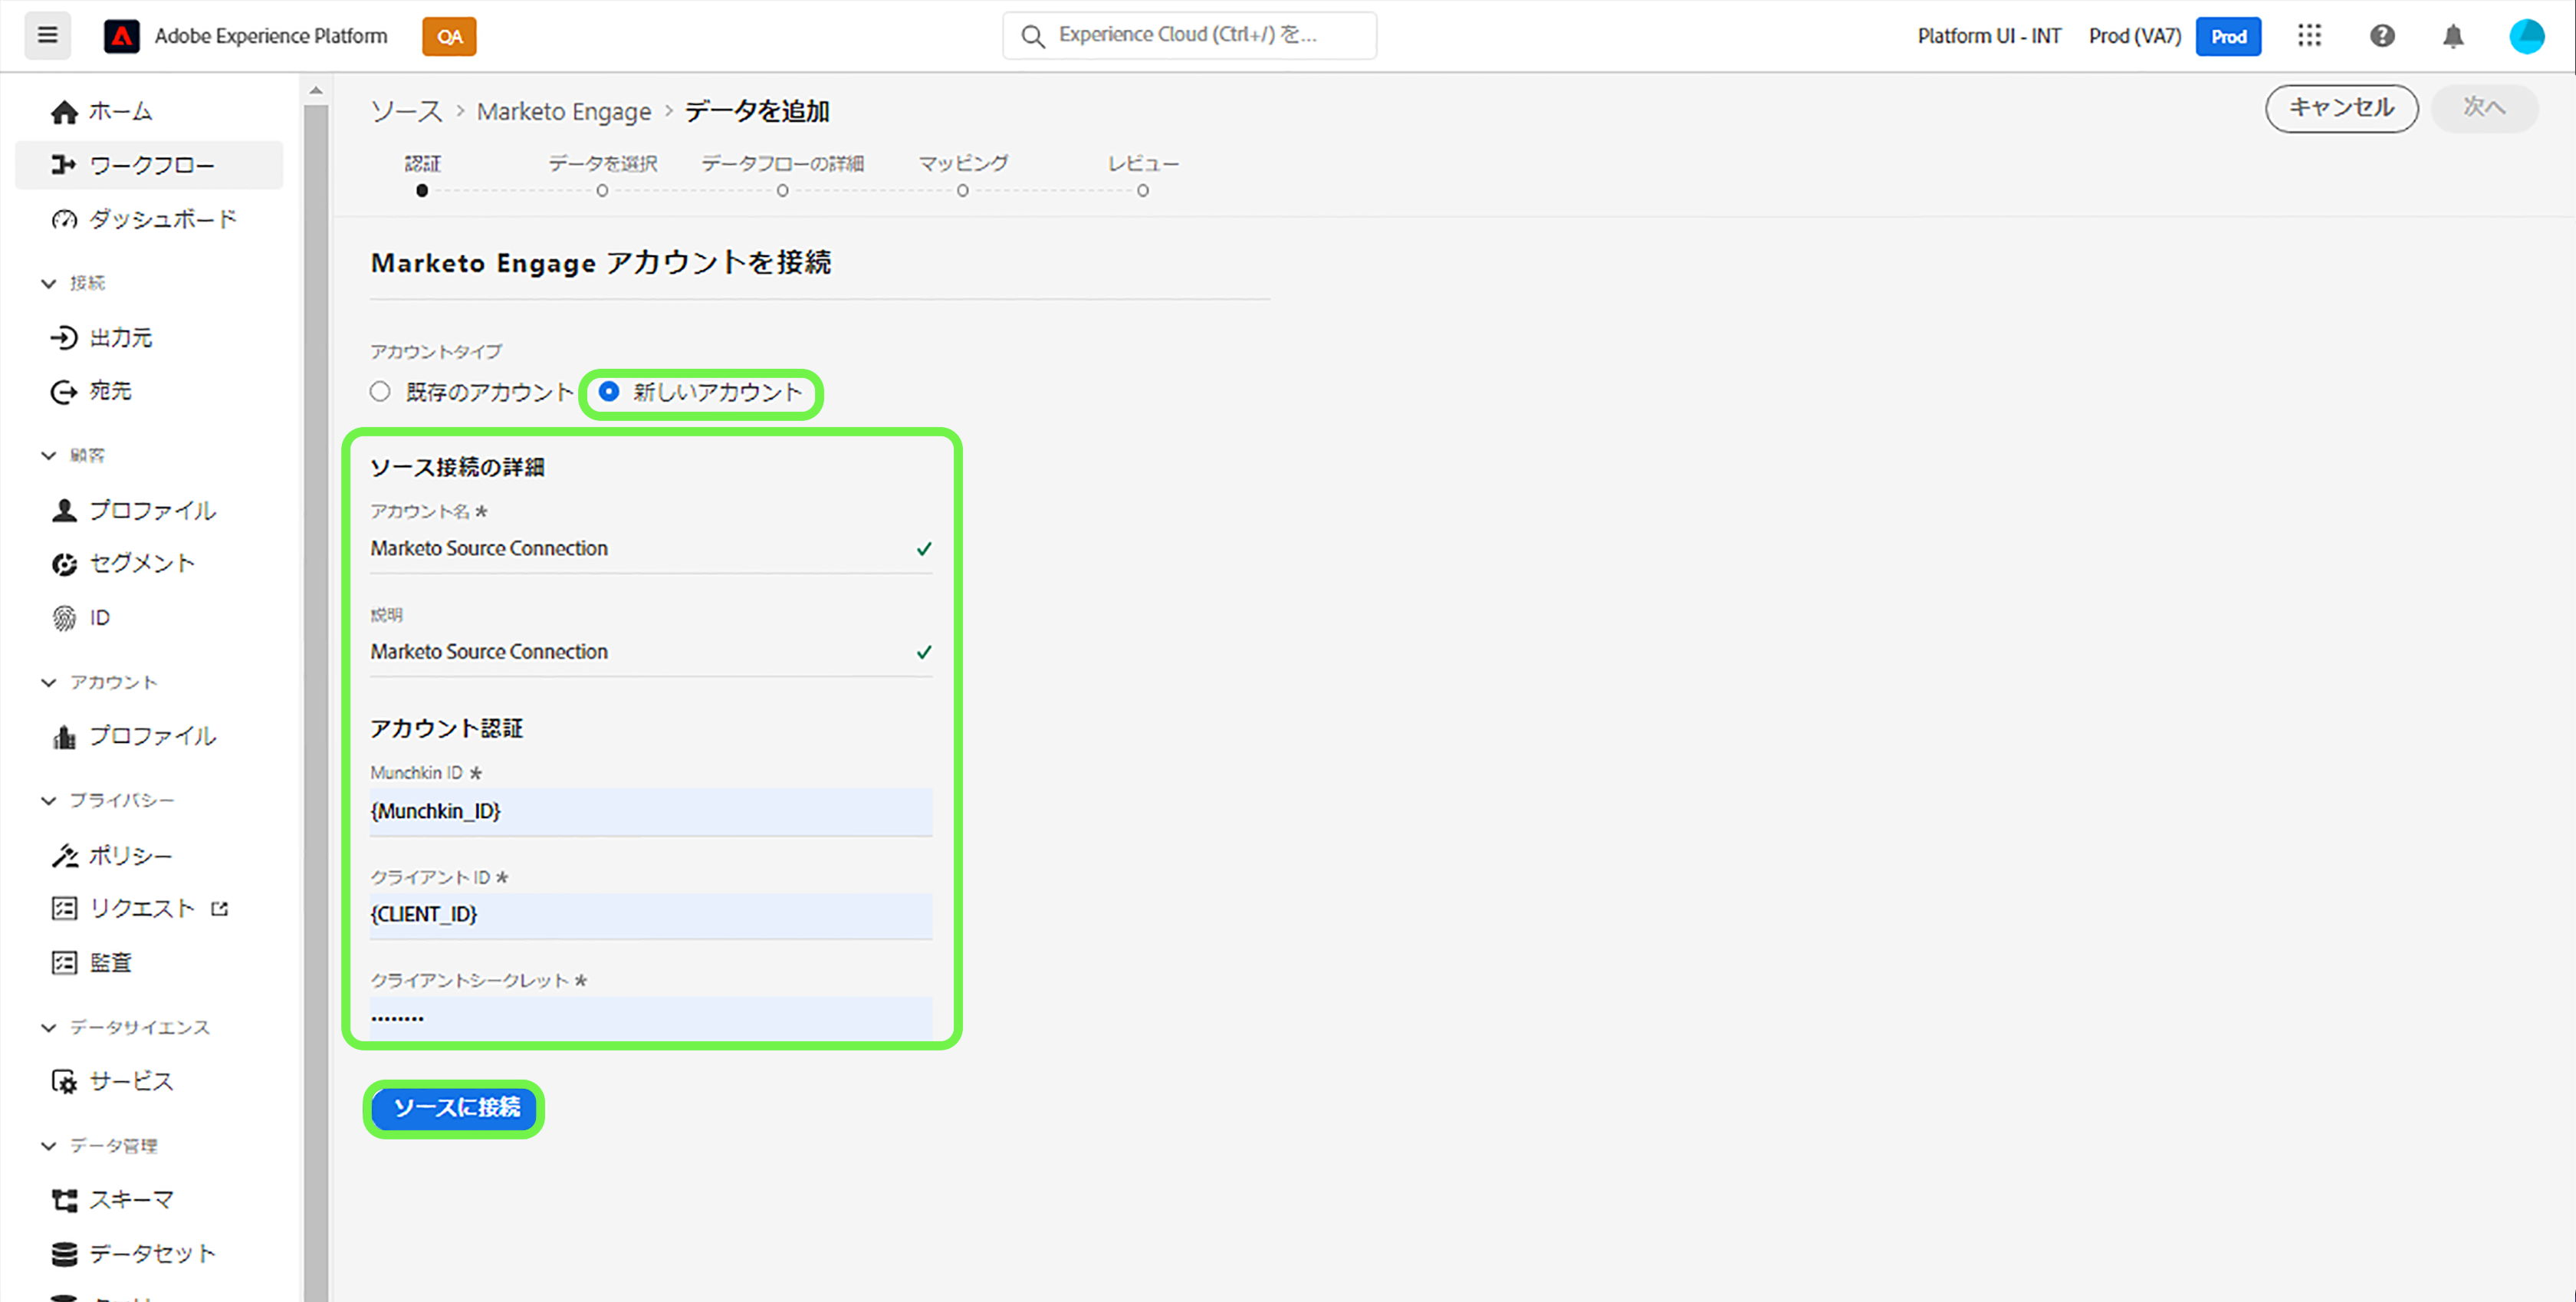 Adobe Experience Platform
QA
Experience Cloud (Ctrl+/) を...
Platform UI - INT
Prod (VA7)
Prod
ホーム
ワークフロー
ダッシュボード
接続
出力元
宛先
顧客
プロファイル
セグメント
ID
アカウント
プロファイル
プライバシー
ポリシー
リクエスト
監査
データサイエンス
サービス
データ管理
スキーマ
データセット
ソース > Marketo Engage > データを追加
キャンセル
次へ
認証
データを選択
データフローの詳細
マッピング
レビュー
Marketo Engage アカウントを接続
アカウントタイプ
既存のアカウント
新しいアカウント
ソース接続の詳細
アカウント名 *
Marketo Source Connection
説明
Marketo Source Connection
アカウント認証
Munchkin ID *
{Munchkin_ID}
クライアント ID *
{CLIENT_ID}
クライアントシークレット *
••••••••
ソースに接続